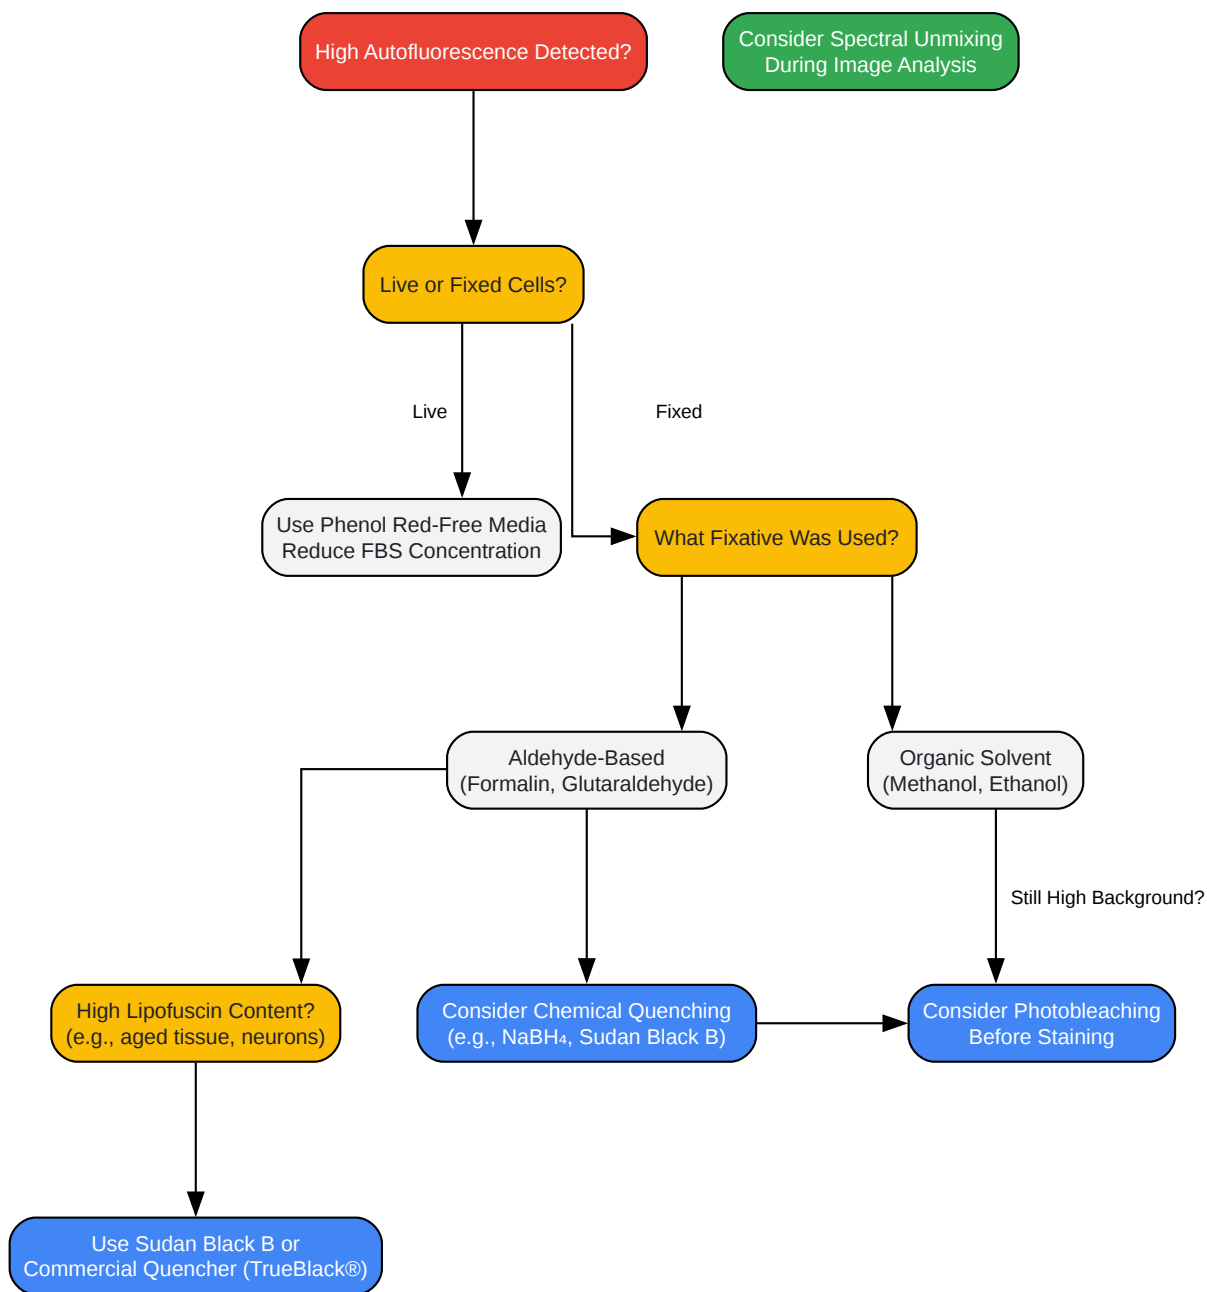 High Autofluorescence Detected?
Consider Spectral Unmixing
During Image Analysis
Live or Fixed Cells?
Live
Fixed
Use Phenol Red-Free Media
Reduce FBS Concentration
What Fixative Was Used?
Aldehyde-Based
(Formalin, Glutaraldehyde)
Organic Solvent
(Methanol, Ethanol)
Still High Background?
High Lipofuscin Content?
(e.g., aged tissue, neurons)
Consider Chemical Quenching
(e.g., NaBH₄, Sudan Black B)
Consider Photobleaching
Before Staining
Use Sudan Black B or
Commercial Quencher (TrueBlack®)